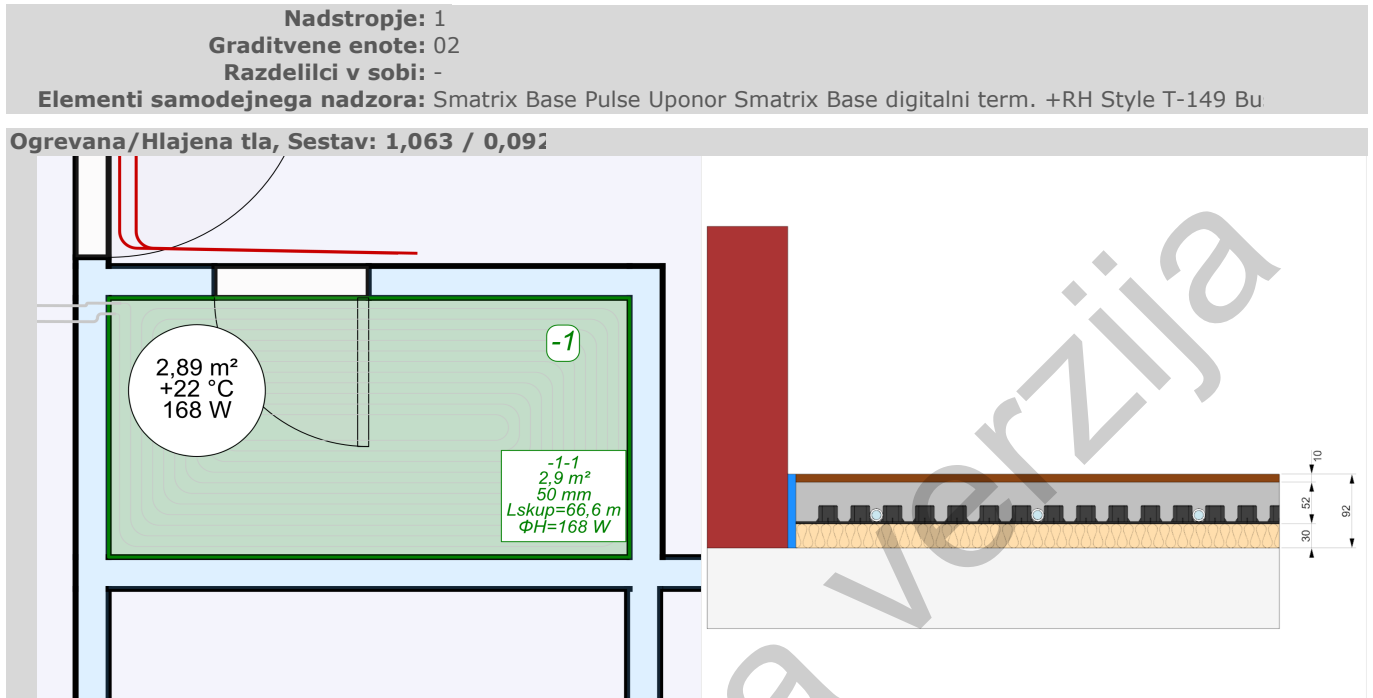 Nadstropje: 1
Graditvene enote: 02
Razdelilci v sobi: -
Elementi samodejnega nadzora: Smatrix Base Pulse Uponor Smatrix Base digitalni term. +RH Style T-149 Bu
Ogrevana/Hlajena tla, Sestav: 1,063 / 0,092
2,89 m²
+22 °C
168 W
-1
-1-1
2,9 m²
50 mm
Lskup=66,6 m
ΦH=168 W
10
52
30
92
verzija
a